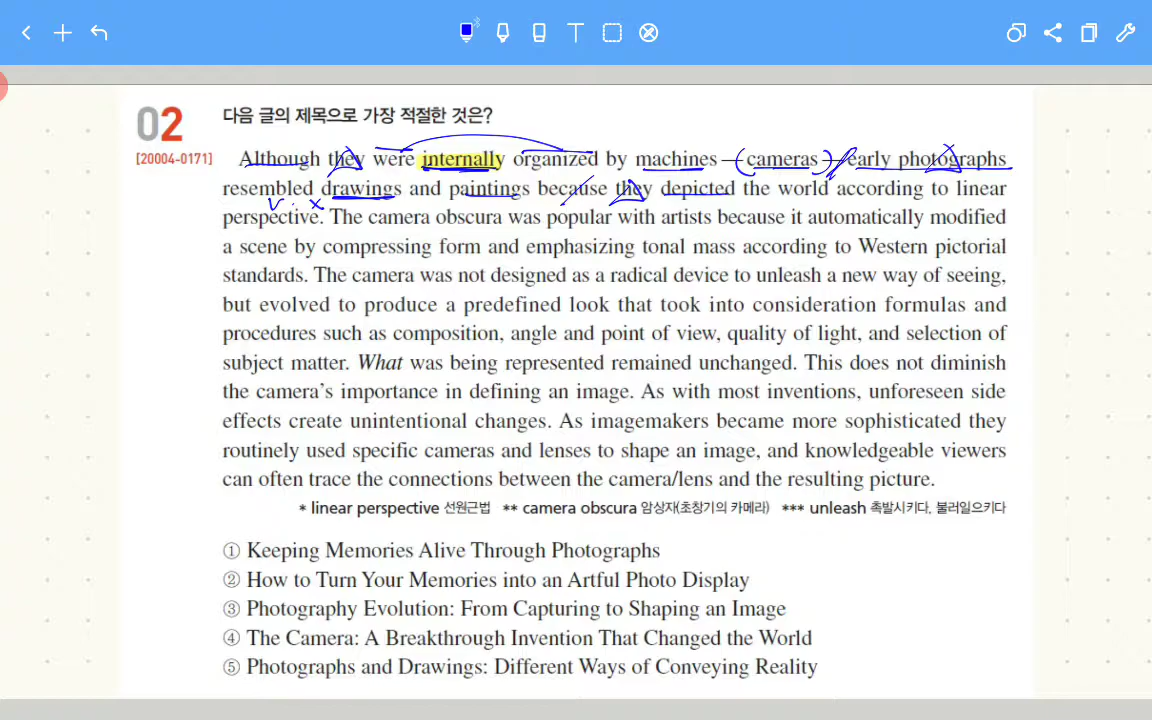 02
다음 글의 제목으로 가장 적절한 것은?
[20004-0171]
Although they were internally organized by machines (cameras), early photographs
resembled drawings and paintings because they depicted the world according to linear
perspective. The camera obscura was popular with artists because it automatically modified
a scene by compressing form and emphasizing tonal mass according to Western pictorial
standards. The camera was not designed as a radical device to unleash a new way of seeing,
but evolved to produce a predefined look that took into consideration formulas and
procedures such as composition, angle and point of view, quality of light, and selection of
subject matter. What was being represented remained unchanged. This does not diminish
the camera's importance in defining an image. As with most inventions, unforeseen side
effects create unintentional changes. As imagemakers became more sophisticated they
routinely used specific cameras and lenses to shape an image, and knowledgeable viewers
can often trace the connections between the camera/lens and the resulting picture.
* linear perspective 선원근법 ** camera obscura 암상자(초창기의 카메라) *** unleash 촉발시키다, 불러일으키다
① Keeping Memories Alive Through Photographs
② How to Turn Your Memories into an Artful Photo Display
③ Photography Evolution: From Capturing to Shaping an Image
④ The Camera: A Breakthrough Invention That Changed the World
⑤ Photographs and Drawings: Different Ways of Conveying Reality